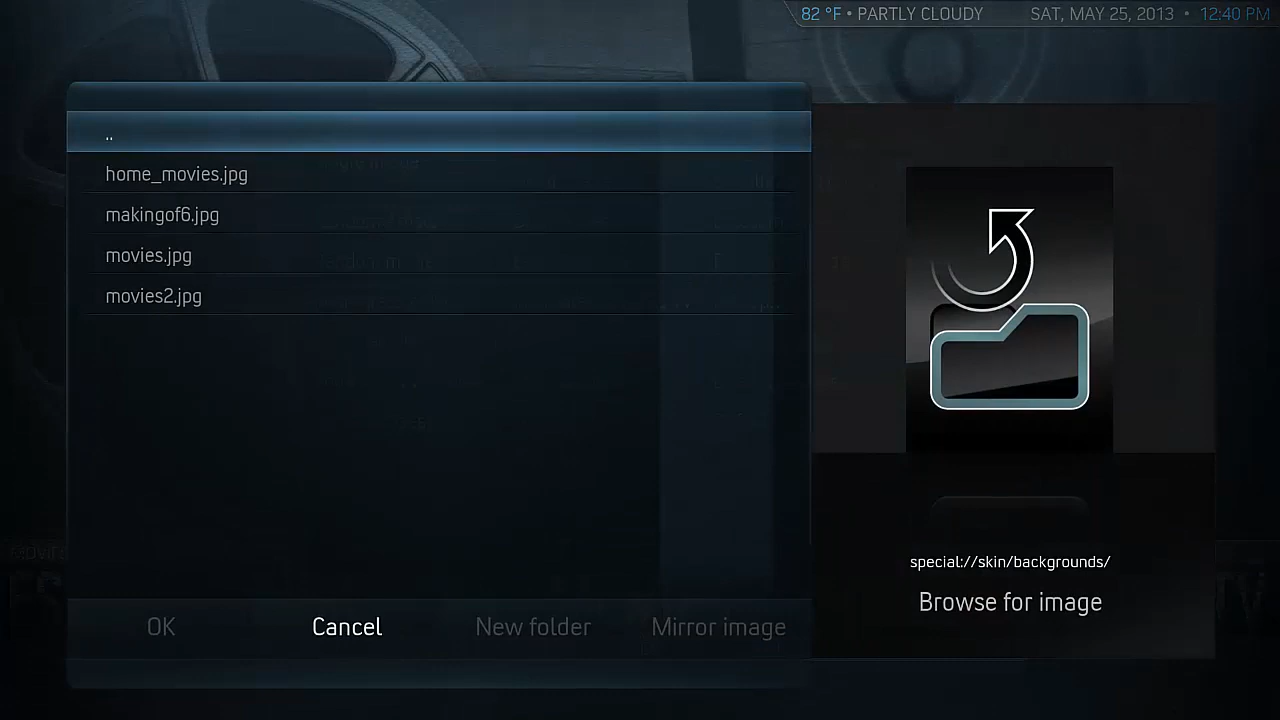 82 °F • PARTLY CLOUDY SAT, MAY 25, 2013 • 12:40 PM
..
home_movies.jpg
makingof6.jpg
movies.jpg
movies2.jpg
special://skin/backgrounds/
Browse for image
OK Cancel New folder Mirror image